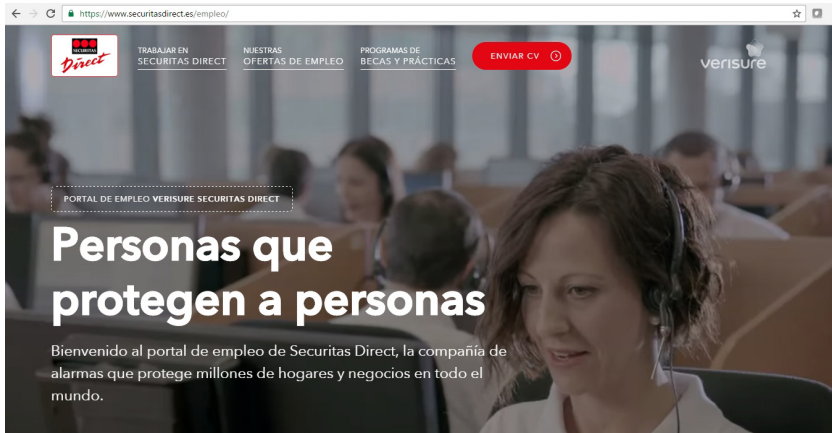 https://www.securitasdirect.es/empleo/
SECURITAS
Direct
TRABAJAR EN
SECURITAS DIRECT
NUESTRAS
OFERTAS DE EMPLEO
PROGRAMAS DE
BECAS Y PRÁCTICAS
ENVIAR CV
verisure
PORTAL DE EMPLEO VERISURE SECURITAS DIRECT
Personas que
protegen a personas
Bienvenido al portal de empleo de Securitas Direct, la compañía de
alarmas que protege millones de hogares y negocios en todo el
mundo.